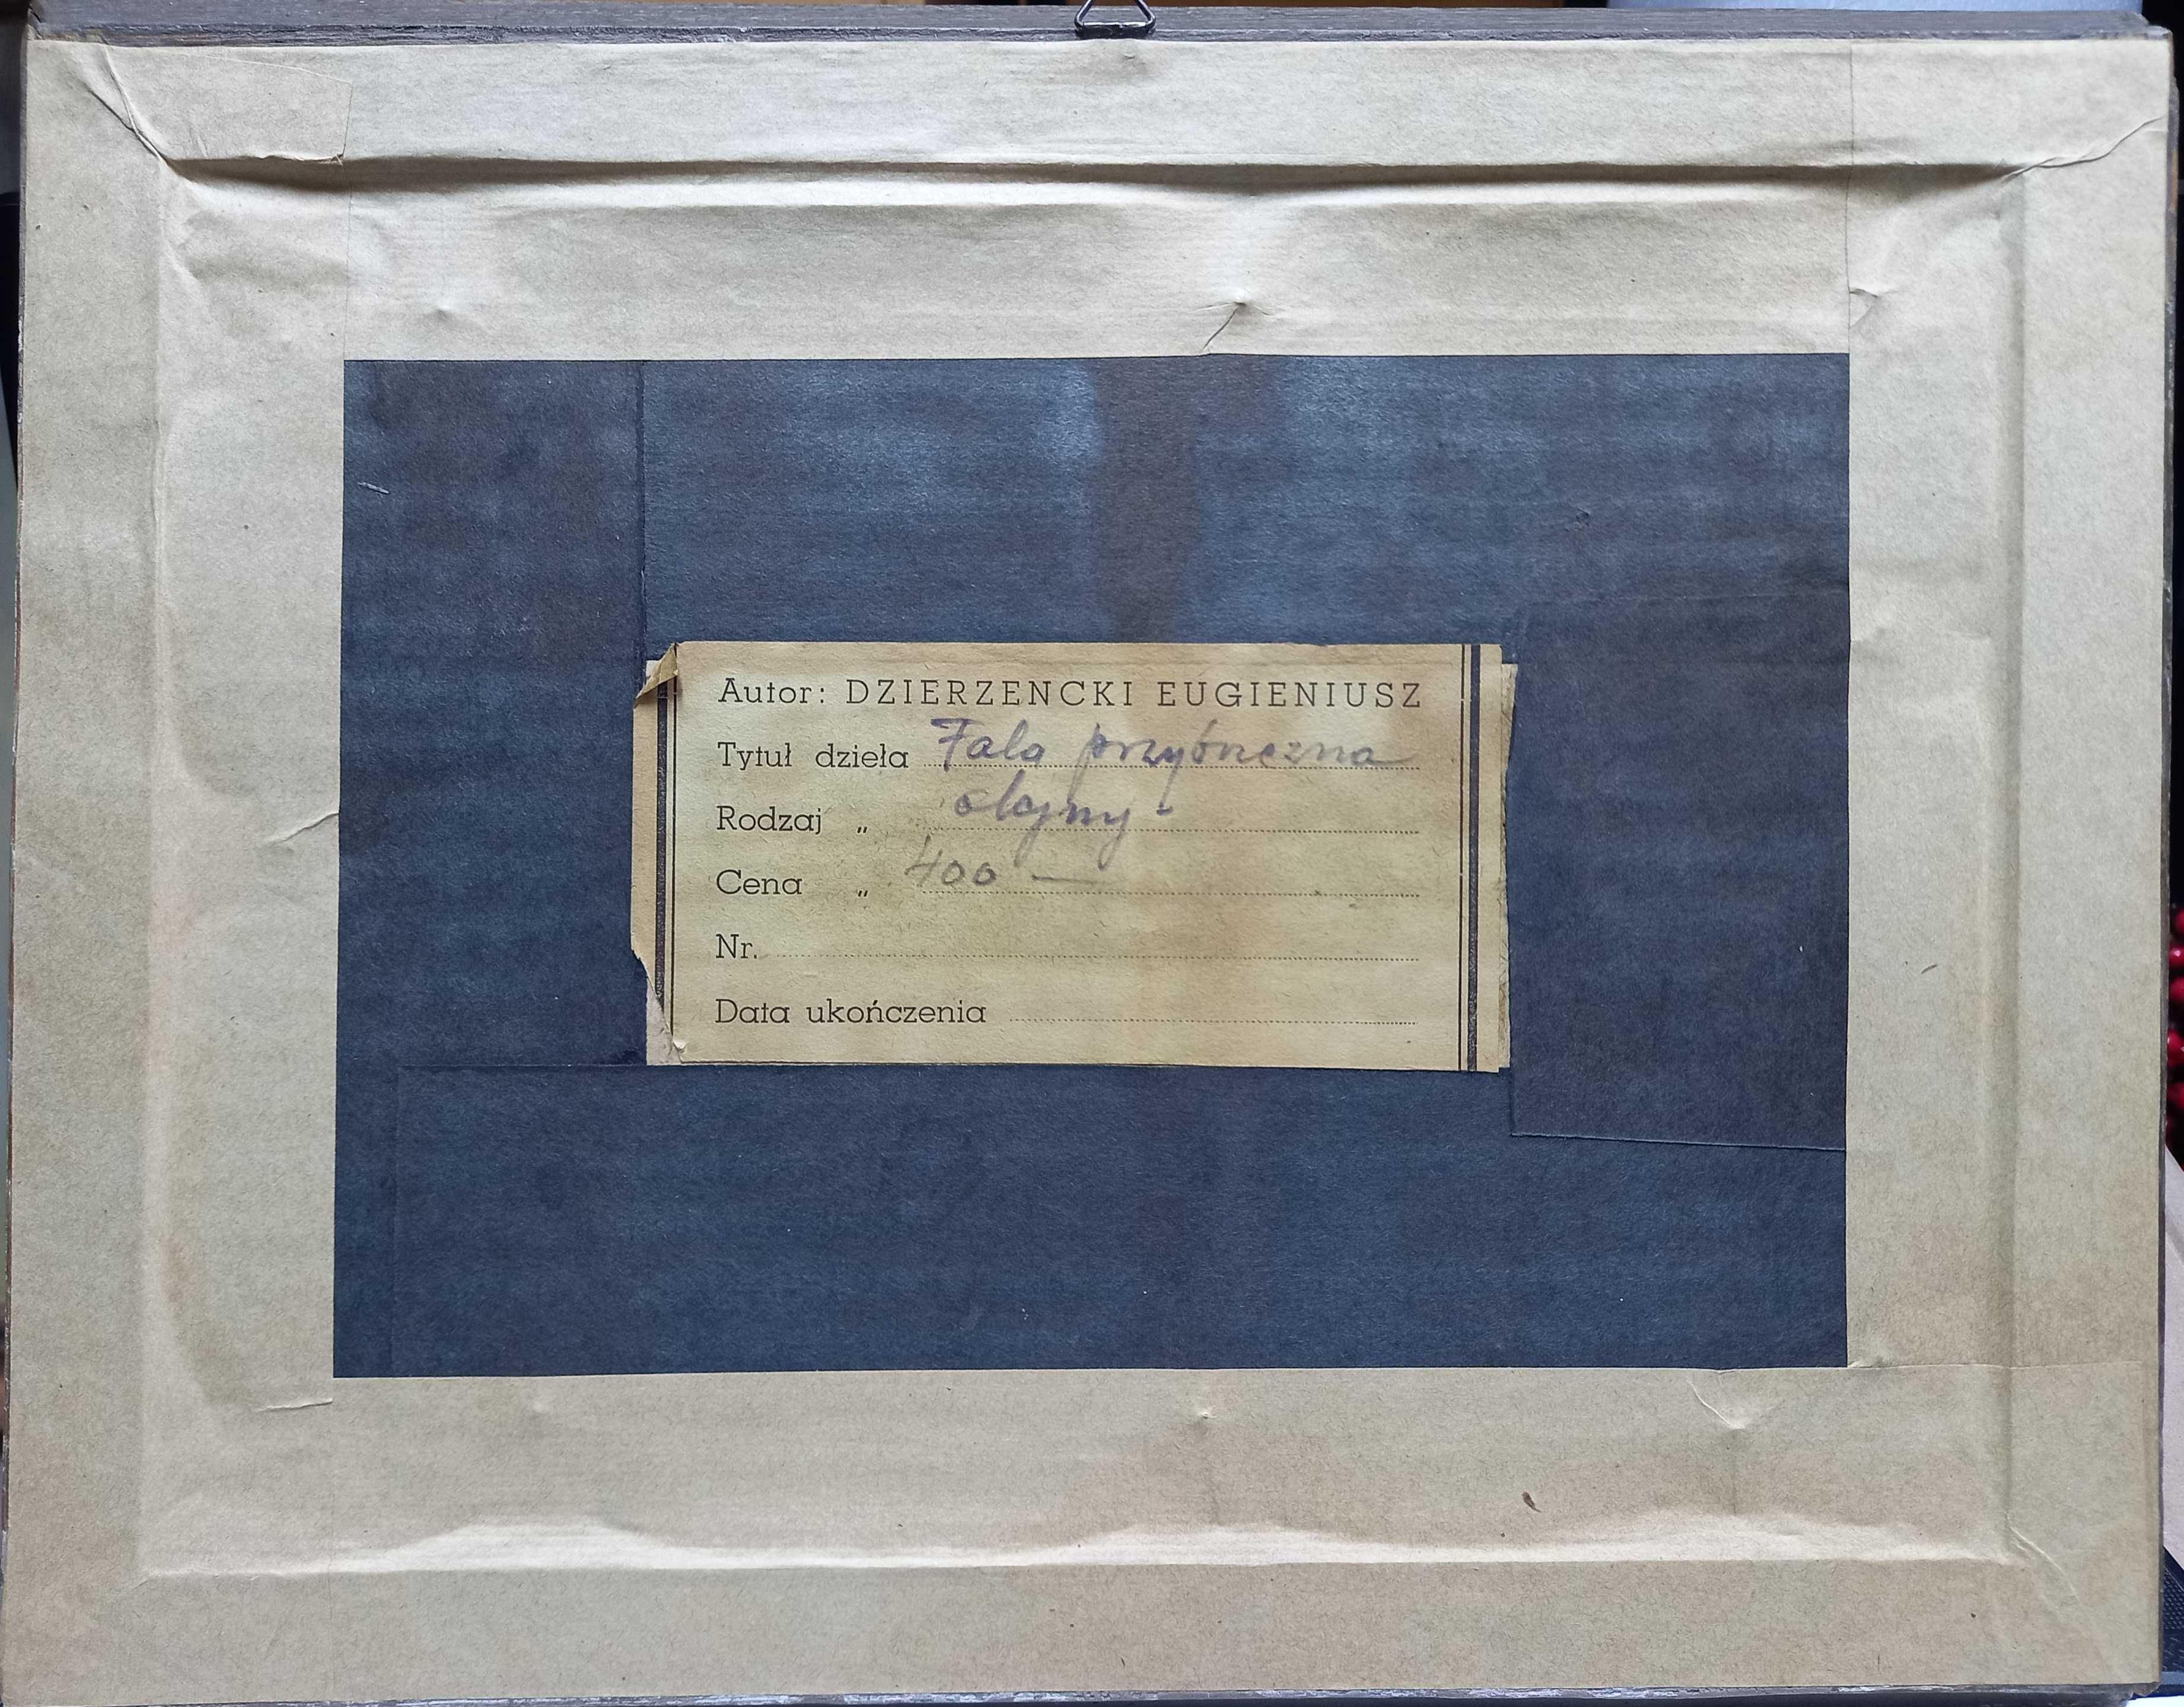 Autor: DZIERZENCKI EUGIENIUSZ
Tytuł dzieła Fala przybrzeżna
Rodzaj „ olejny -
Cena „ 400 —
Nr.
Data ukończenia